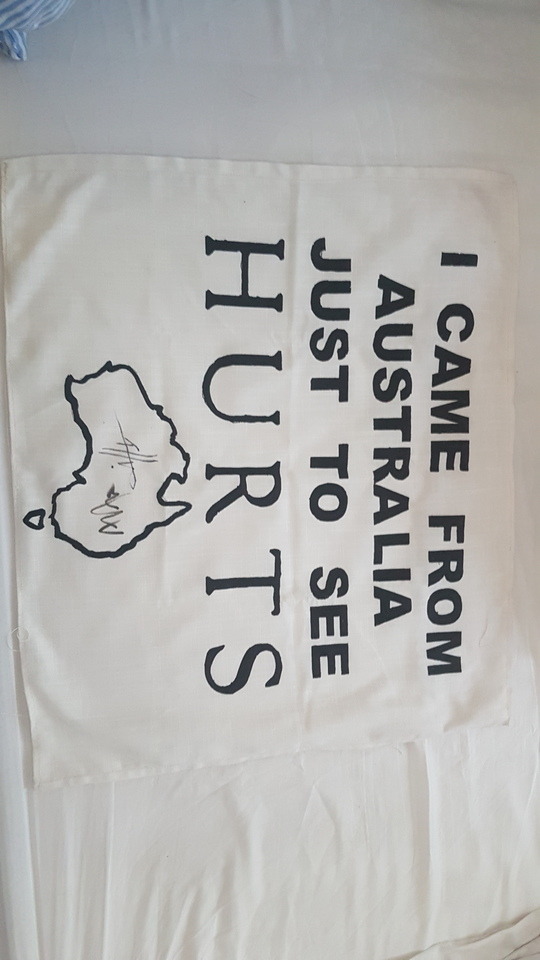 I CAME FROM
AUSTRALIA
JUST TO SEE
HURTS